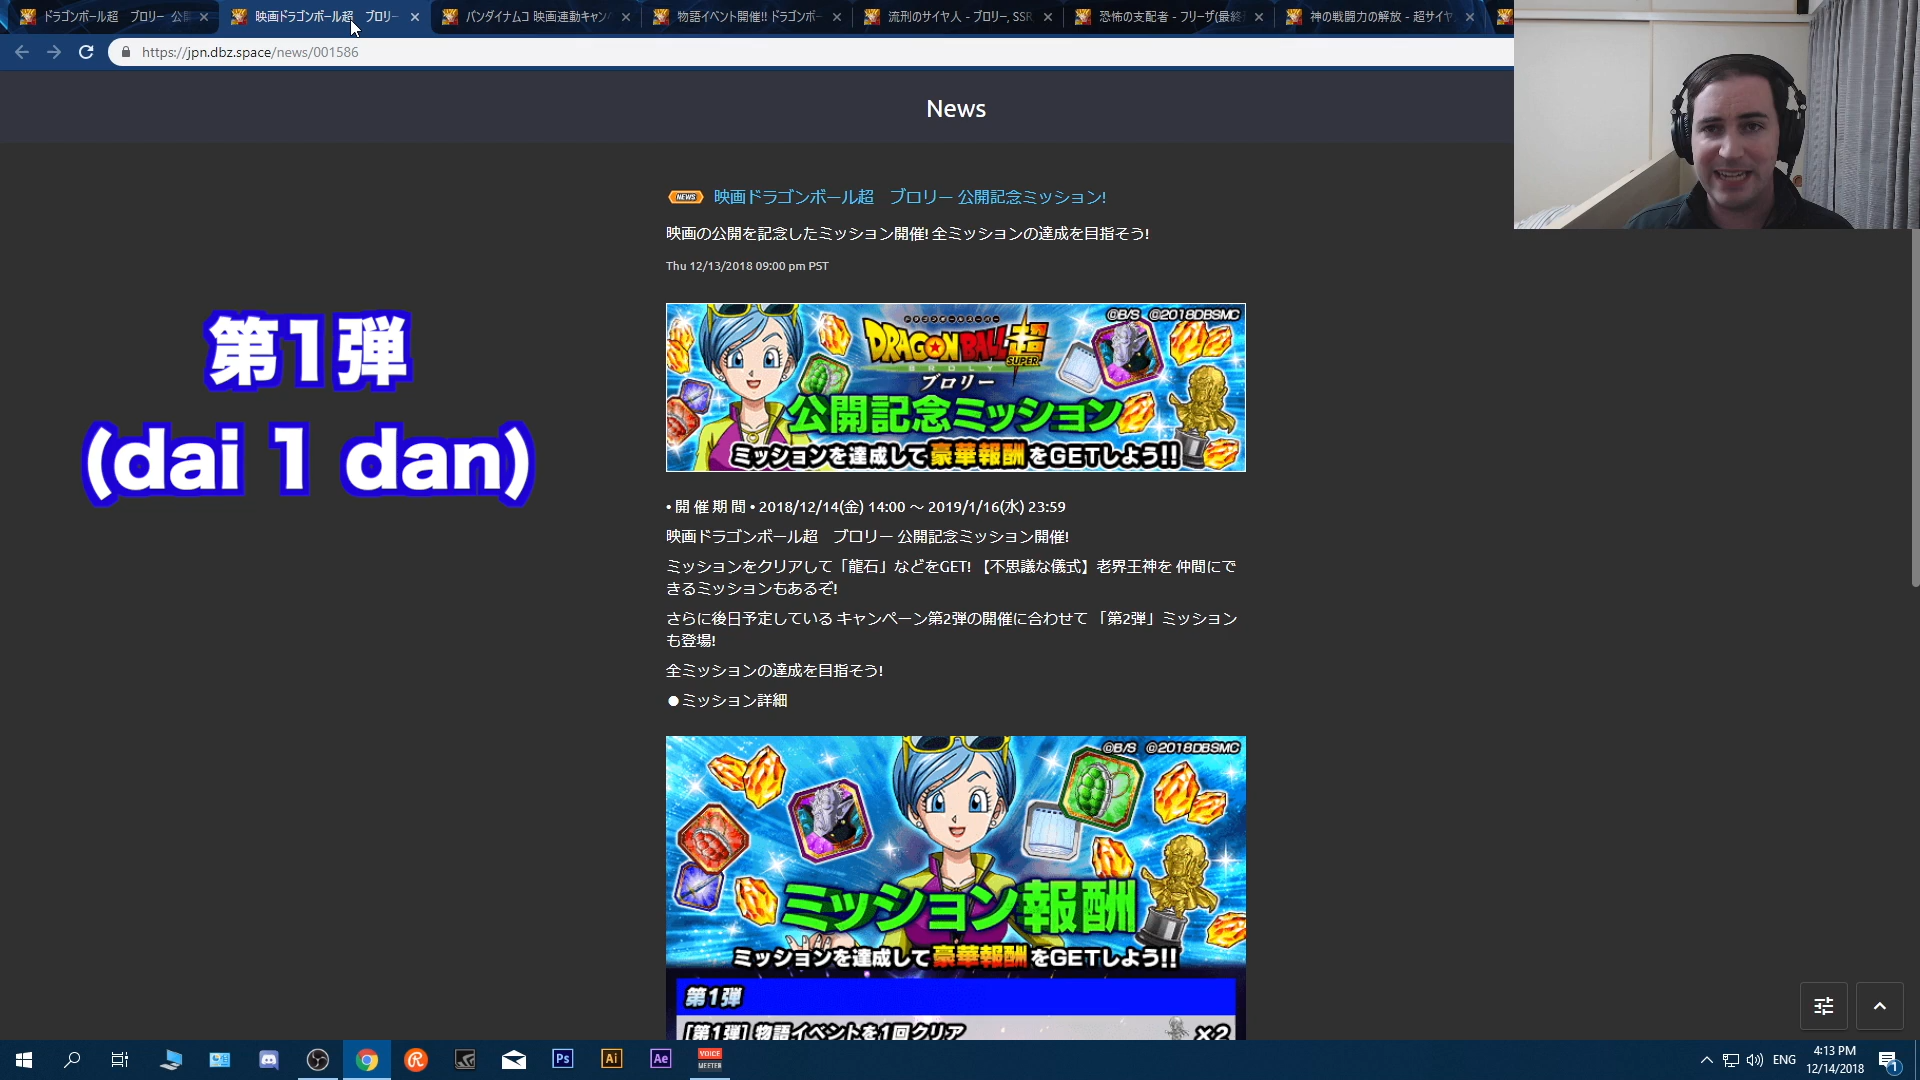 ドラゴンボール超　ブロリー 公開
映画ドラゴンボール超　ブロリー
バンダイナムコ 映画連動キャンペ
物語イベント開催!! ドラゴンボー
流刑のサイヤ人 - ブロリー, SSR
恐怖の支配者 - フリーザ(最終
神の戦闘力の解放 - 超サイヤ
https://jpn.dbz.space/news/001586
News
NEWS 映画ドラゴンボール超　ブロリー 公開記念ミッション!
映画の公開を記念したミッション開催! 全ミッションの達成を目指そう!
Thu 12/13/2018 09:00 pm PST
©B/S ©2018DBSMC
DRAGON BALL超
SUPER
BROLY
ブロリー
公開記念ミッション
ミッションを達成して豪華報酬をGETしよう!!
第1弾
(dai 1 dan)
• 開 催 期 間 • 2018/12/14(金) 14:00 ～ 2019/1/16(水) 23:59
映画ドラゴンボール超　ブロリー 公開記念ミッション開催!
ミッションをクリアして「龍石」などをGET! 【不思議な儀式】老界王神を 仲間にで
きるミッションもあるぞ!
さらに後日予定している キャンペーン第2弾の開催に合わせて 「第2弾」ミッション
も登場!
全ミッションの達成を目指そう!
●ミッション詳細
©B/S ©2018DBSMC
ミッション報酬
ミッションを達成して豪華報酬をGETしよう!!
第1弾
[第1弾] 物語イベントを1回クリア ×2
Ps
Ai
Ae
VOICE
MEETER
ENG
4:13 PM
12/14/2018
1